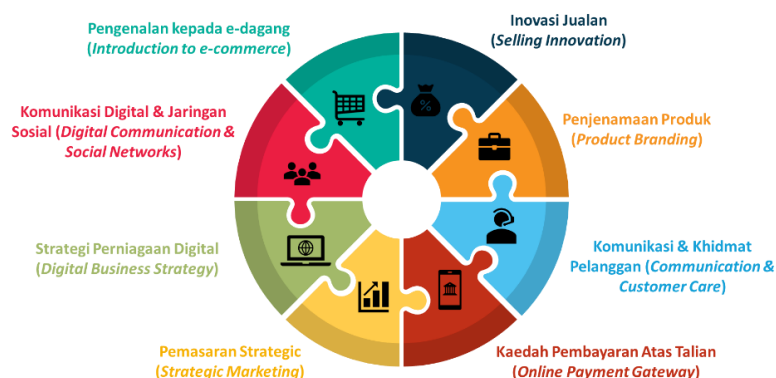 Pengenalan kepada e-dagang
(Introduction to e-commerce)
Inovasi Jualan
(Selling Innovation)
Komunikasi Digital & Jaringan
Sosial (Digital Communication &
Social Networks)
Penjenamaan Produk
(Product Branding)
%
Strategi Perniagaan Digital
(Digital Business Strategy)
Komunikasi & Khidmat
Pelanggan (Communication &
Customer Care)
Pemasaran Strategic
(Strategic Marketing)
Kaedah Pembayaran Atas Talian
(Online Payment Gateway)